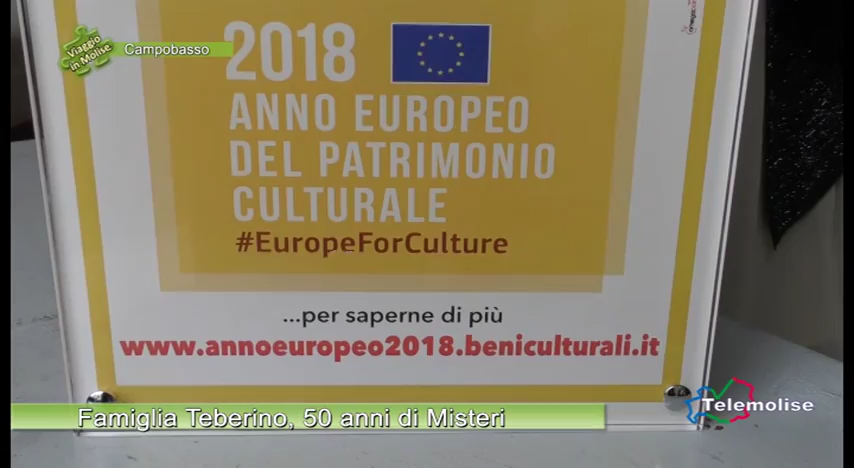 Viaggio
in Molise
Campobasso
2018
ANNO EUROPEO
DEL PATRIMONIO
CULTURALE
#EuropeForCulture
...per saperne di più
www.annoeuropeo2018.beniculturali.it
Famiglia Teberino, 50 anni di Misteri
Telemolise